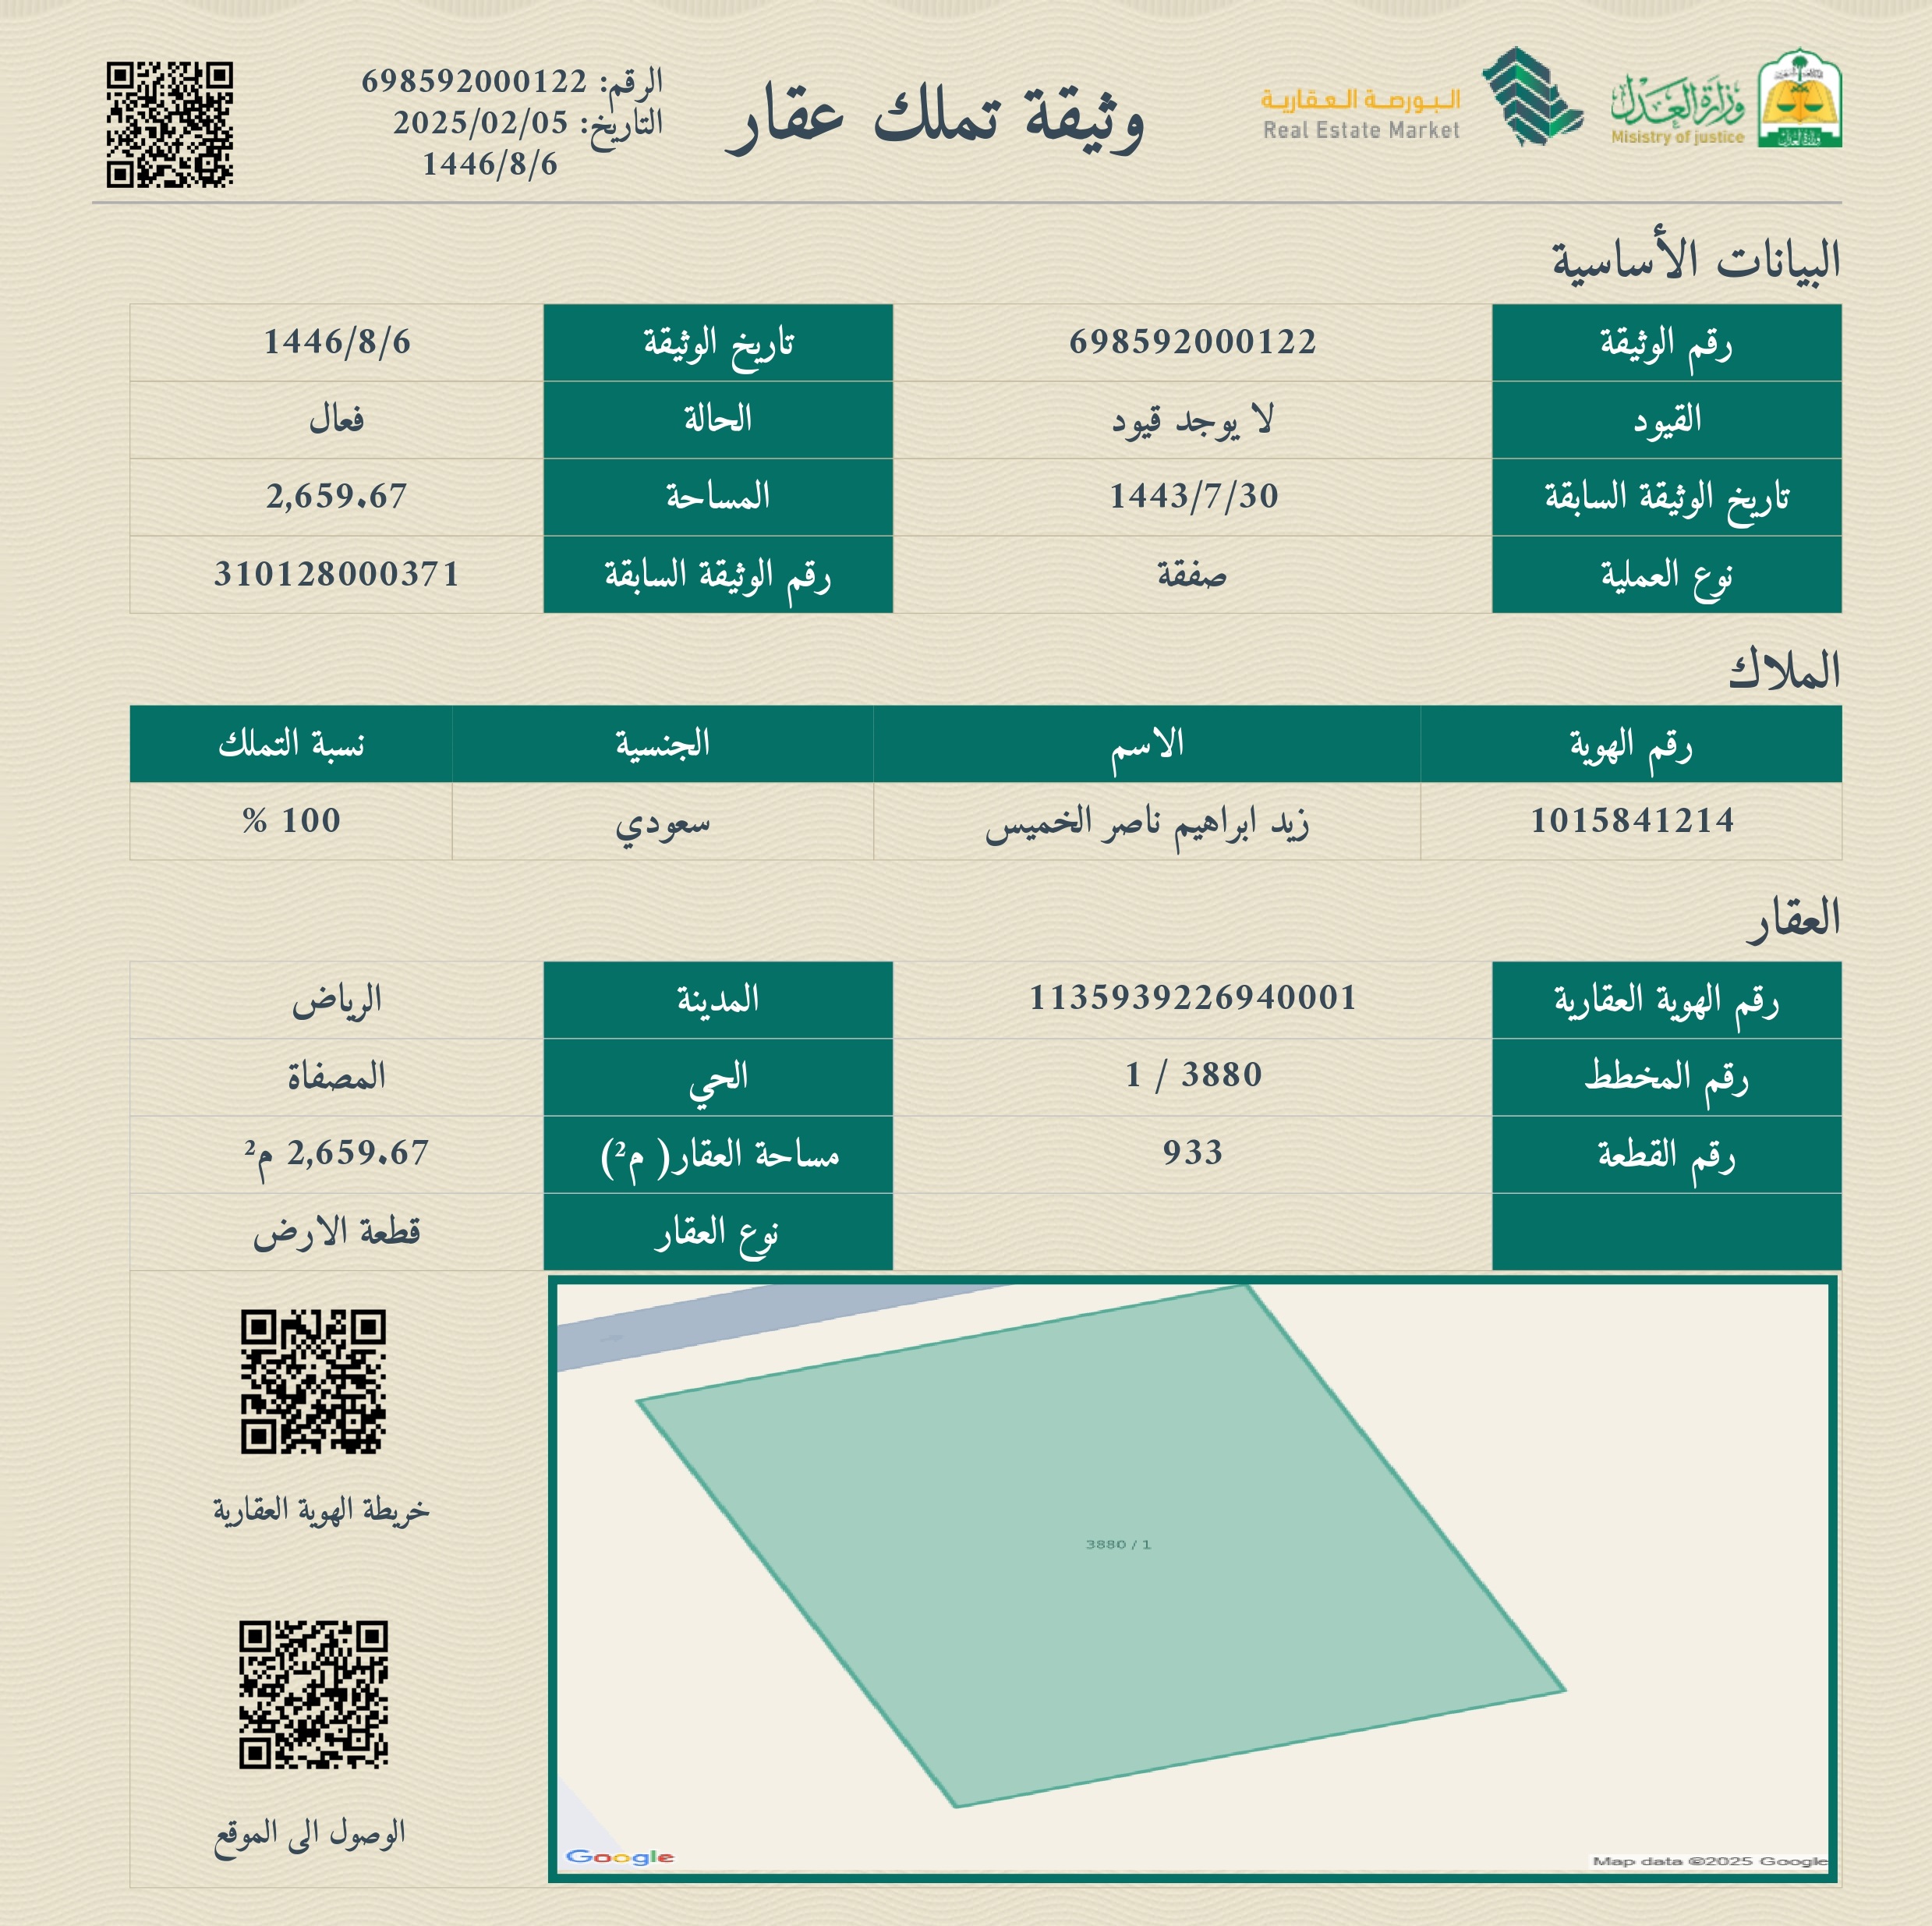 وزارة العدل
Misistry of justice
البورصة العقارية
Real Estate Market
وثيقة تملك عقار
الرقم: 698592000122
التاريخ: 2025/02/05
1446/8/6
البيانات الأساسية
رقم الوثيقة 698592000122 تاريخ الوثيقة 1446/8/6
القيود لا يوجد قيود الحالة فعال
تاريخ الوثيقة السابقة 1443/7/30 المساحة 2,659.67
نوع العملية صفقة رقم الوثيقة السابقة 310128000371
الملاك
رقم الهوية الاسم الجنسية نسبة التملك
1015841214 زيد ابراهيم ناصر الخميس سعودي 100 %
العقار
رقم الهوية العقارية 1135939226940001 المدينة الرياض
رقم المخطط 3880 / 1 الحي المصفاة
رقم القطعة 933 مساحة العقار( م²) 2,659.67 م²
نوع العقار قطعة الارض
3880 / 1
خريطة الهوية العقارية
الوصول الى الموقع
Google
Map data ©2025 Google